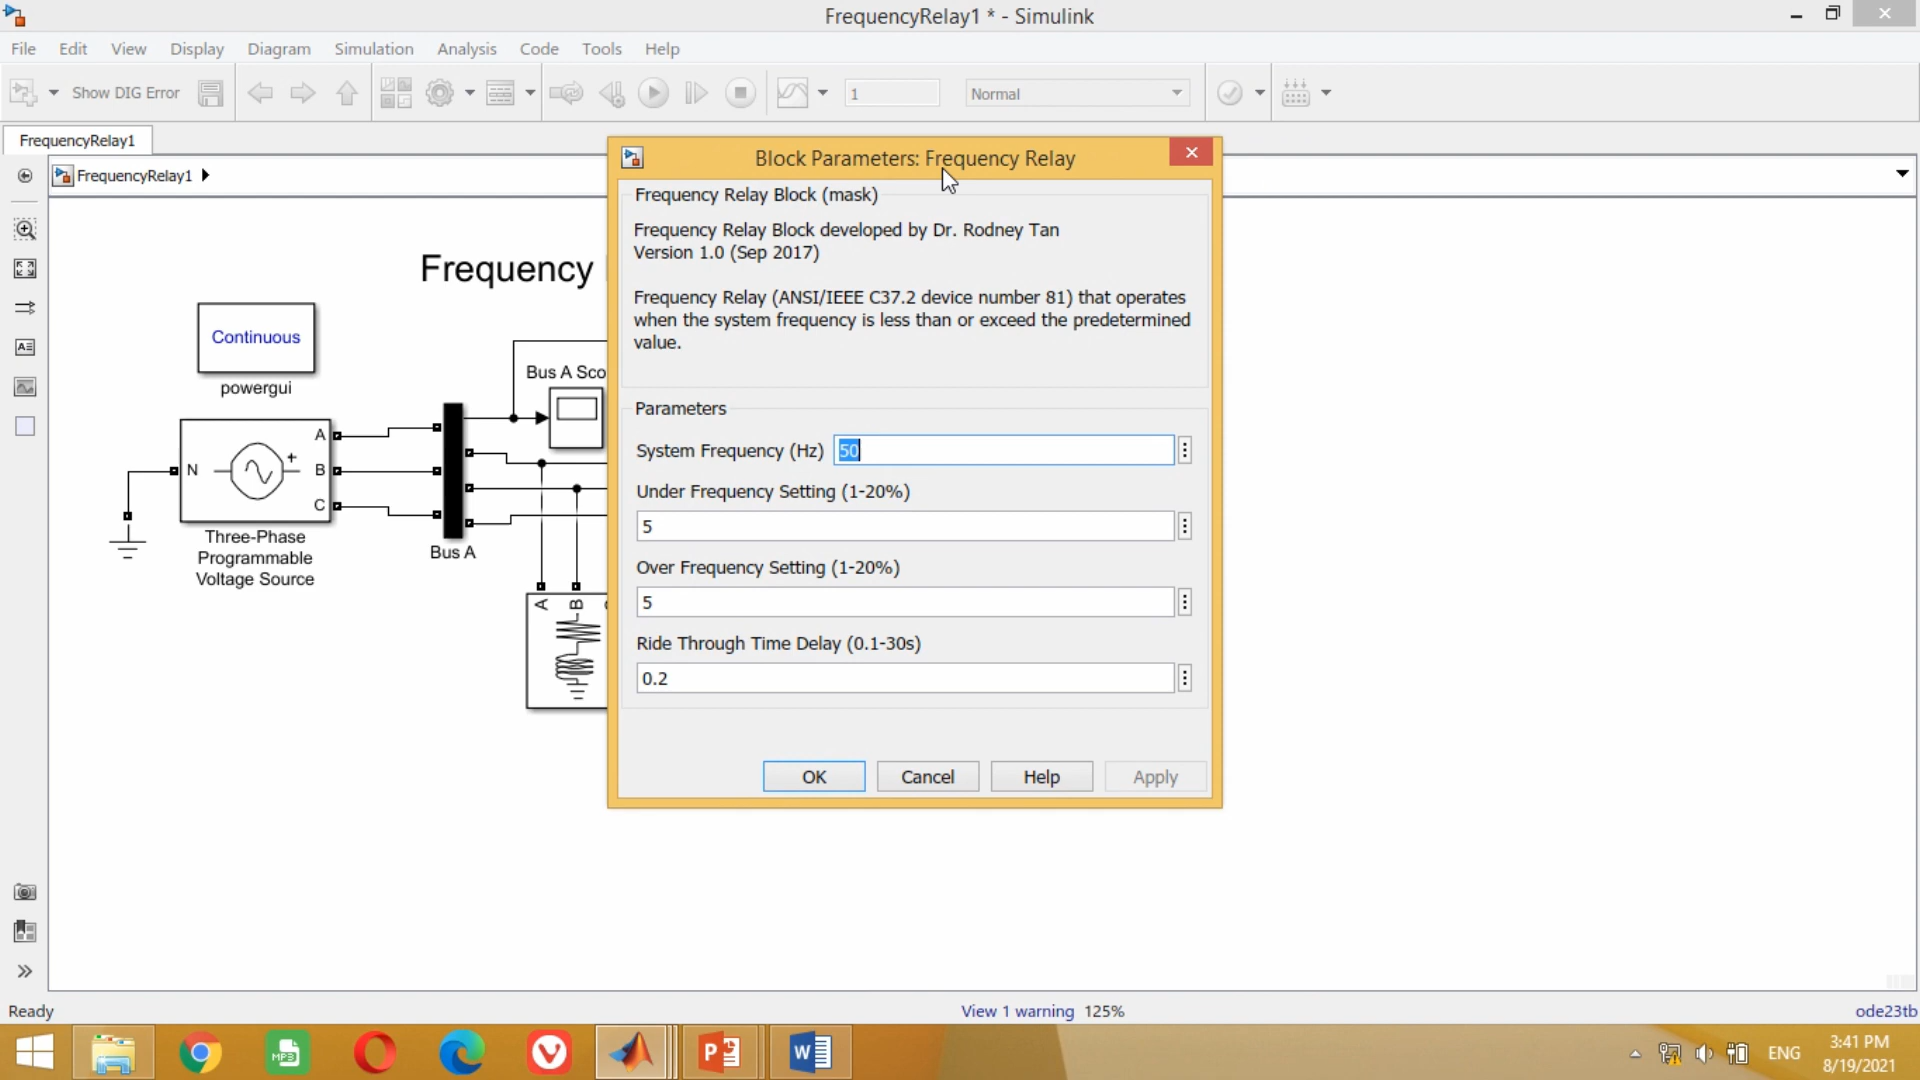 FrequencyRelay1 * - Simulink
File Edit View Display Diagram Simulation Analysis Code Tools Help
Show DIG Error 1 Normal
FrequencyRelay1
FrequencyRelay1
Block Parameters: Frequency Relay
Frequency Relay Block (mask)
Frequency Relay Block developed by Dr. Rodney Tan
Version 1.0 (Sep 2017)
Frequency Relay (ANSI/IEEE C37.2 device number 81) that operates
when the system frequency is less than or exceed the predetermined
value.
Parameters
System Frequency (Hz) 50
Under Frequency Setting (1-20%)
5
Over Frequency Setting (1-20%)
5
Ride Through Time Delay (0.1-30s)
0.2
OK Cancel Help Apply
Frequency
Continuous
powergui
Bus A Sco
N A B C
Three-Phase
Programmable
Voltage Source
Bus A
A B
Ready View 1 warning 125% ode23tb
MP3
ENG
3:41 PM
8/19/2021